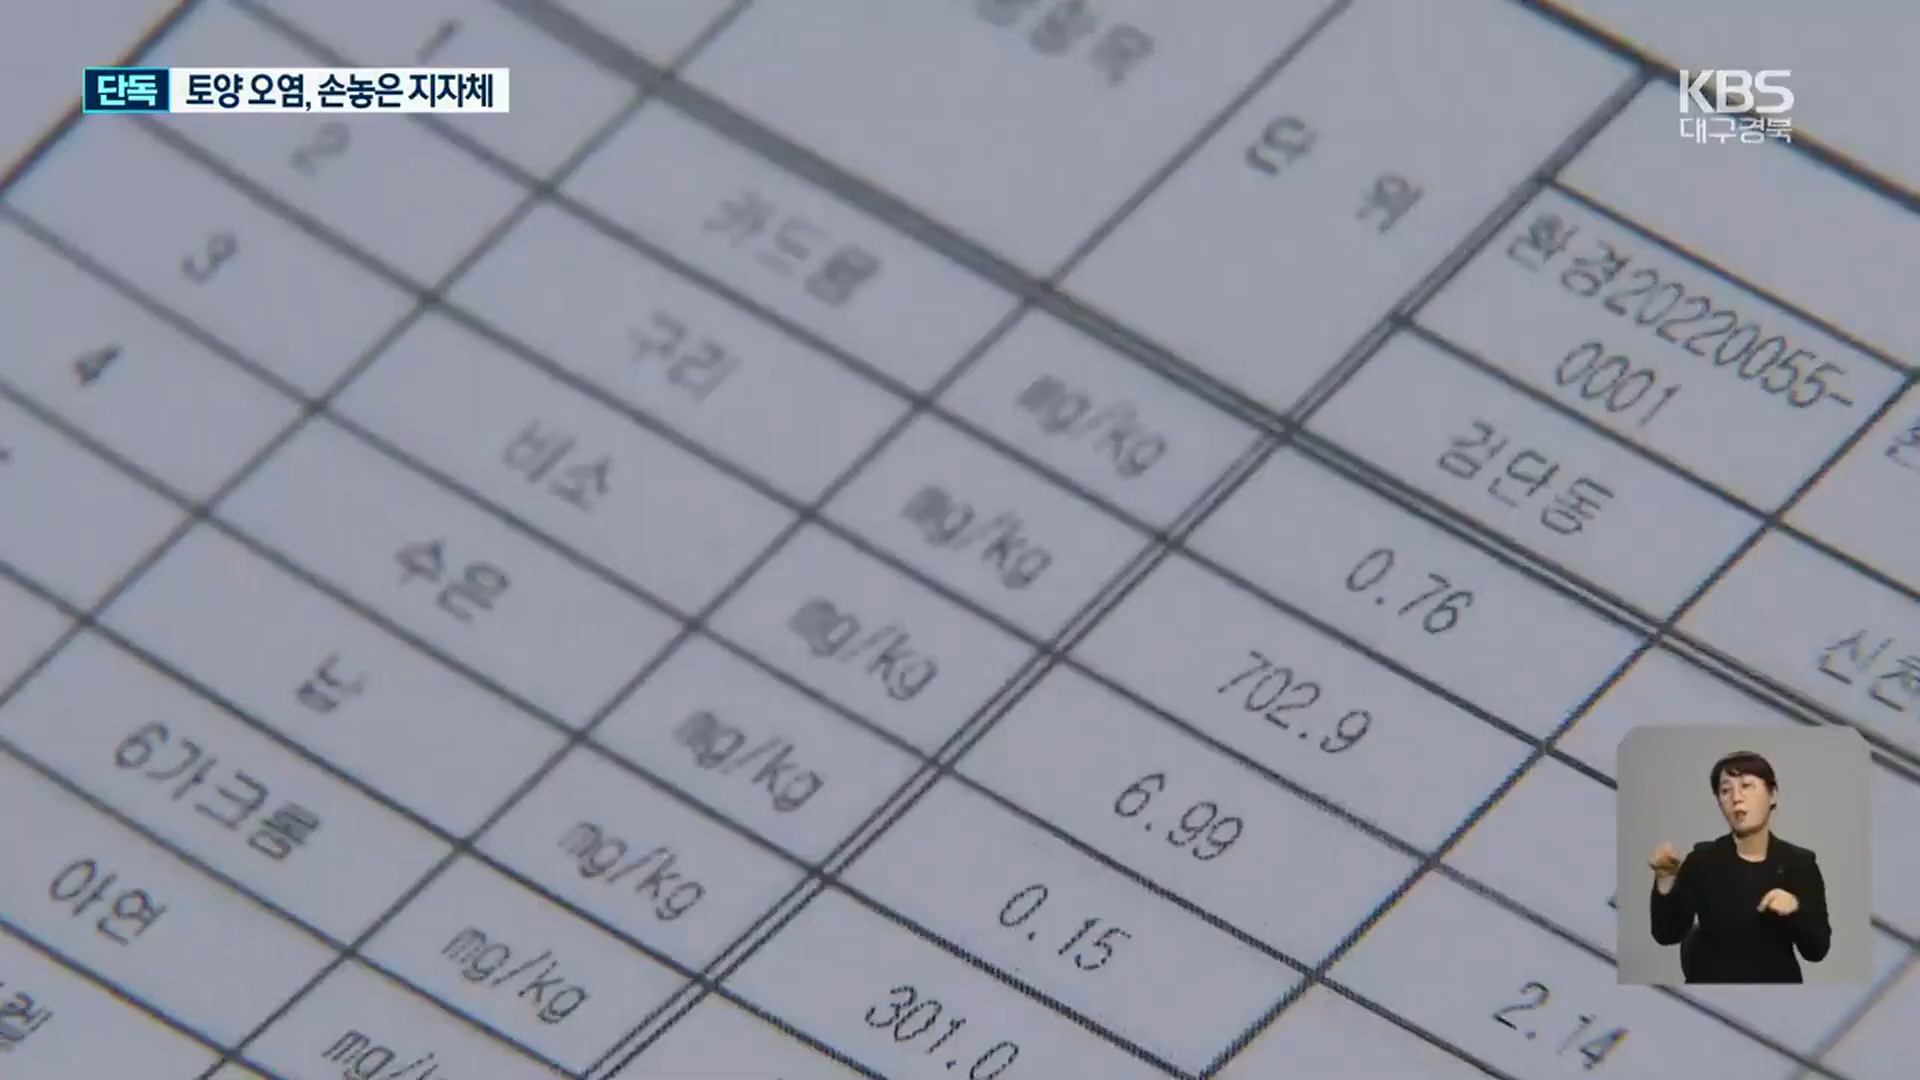 단독 토양 오염, 손놓은 지자체
KBS
대구경북
단 위
환경20220055-
0001
검단동
1
카드뮴 mg/kg 0.76
2
구리 mg/kg 702.9
3
비소 mg/kg 6.99
4
수은 mg/kg 0.15
납 mg/kg 301.0
6가크롬 mg/kg
아연 mg/kg
2.14